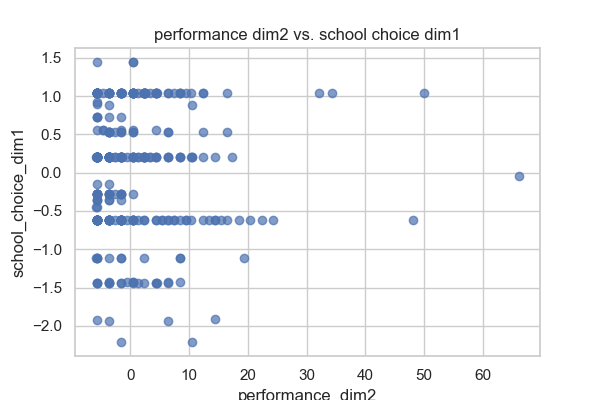 performance dim2 vs. school choice dim1
school_choice_dim1
1.5
1.0
0.5
0.0
−0.5
−1.0
−1.5
−2.0
0 10 20 30 40 50 60
performance_dim2